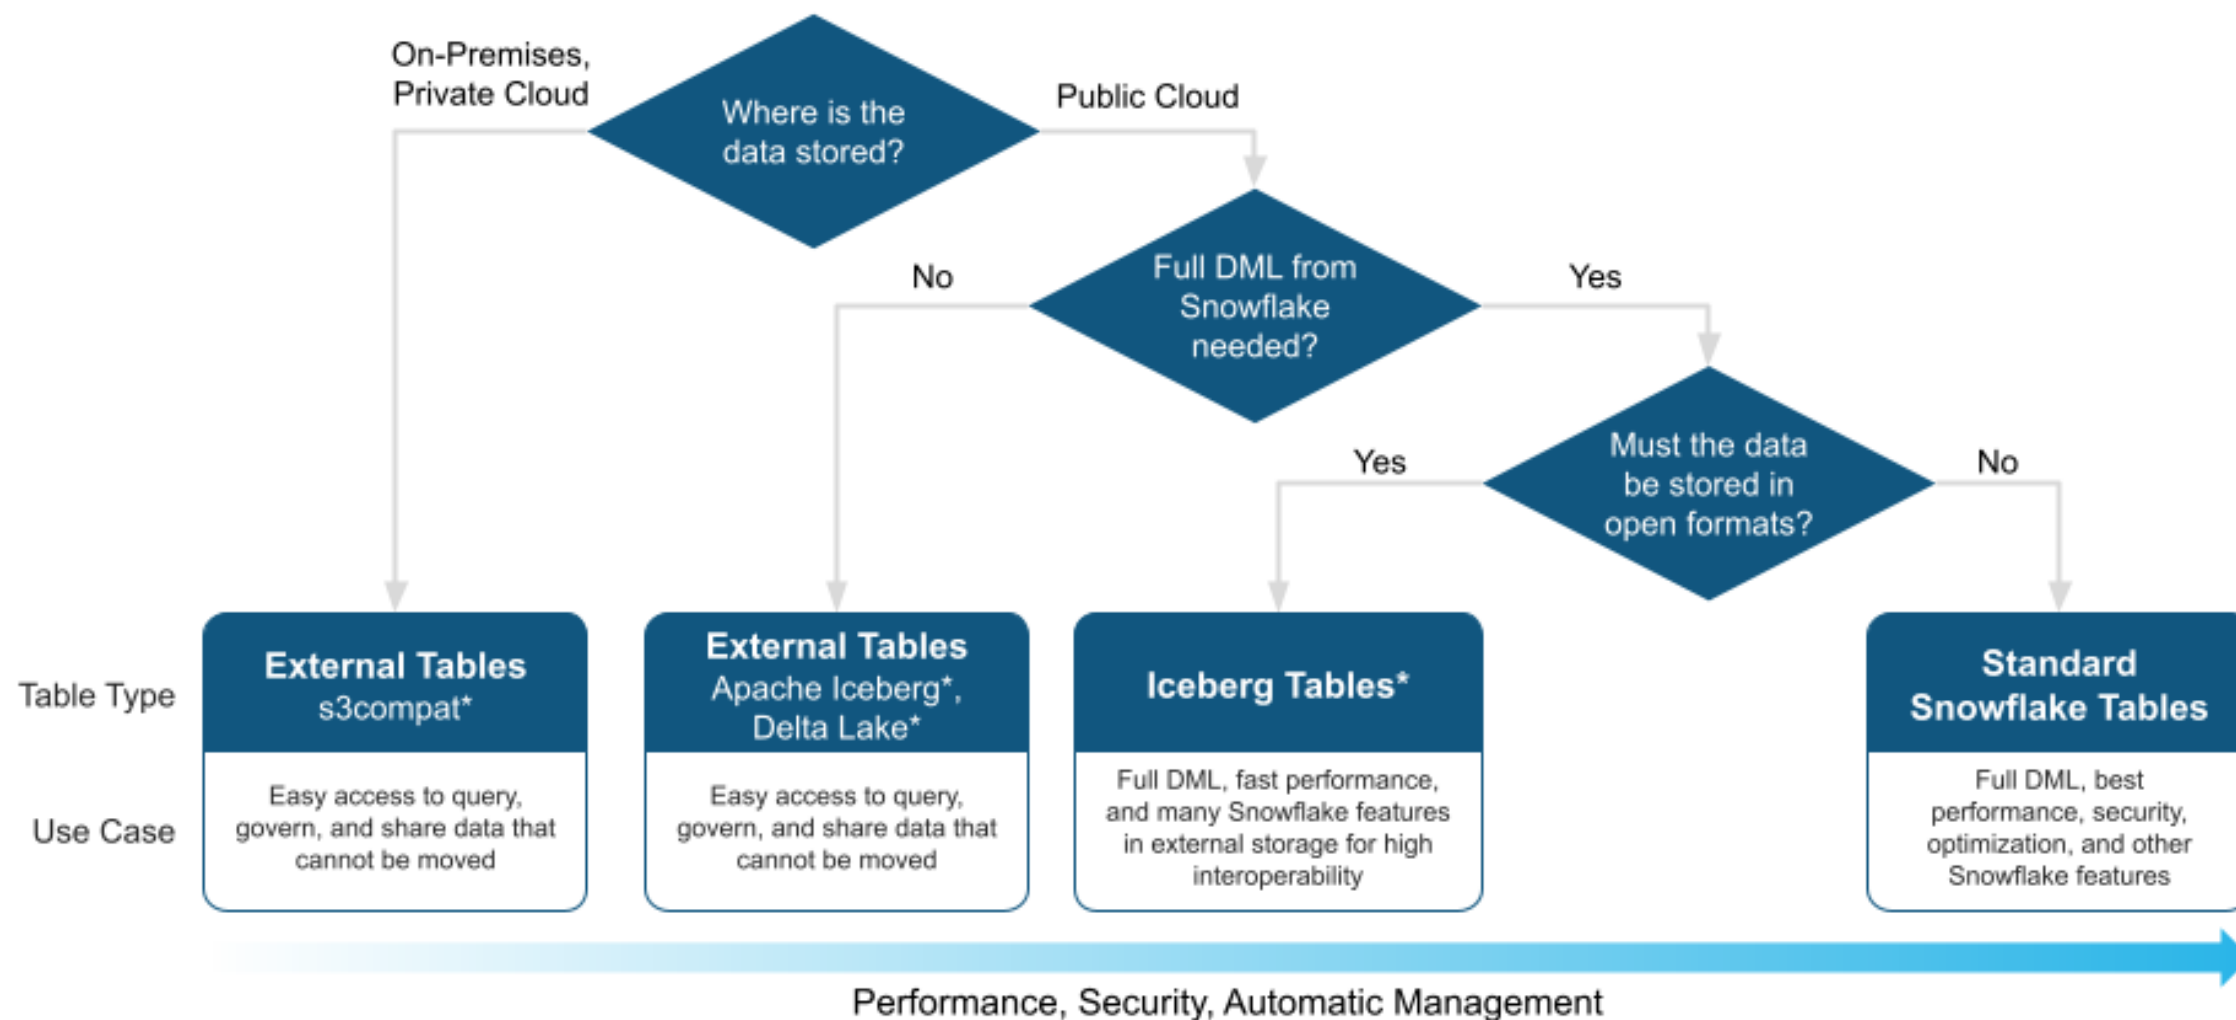 On-Premises,
Private Cloud
Where is the
data stored?
Public Cloud
No
Full DML from
Snowflake
needed?
Yes
Yes
Must the data
be stored in
open formats?
No
Table Type
External Tables
s3compat*
External Tables
Apache Iceberg*,
Delta Lake*
Iceberg Tables*
Standard
Snowflake Tables
Use Case
Easy access to query,
govern, and share data that
cannot be moved
Easy access to query,
govern, and share data that
cannot be moved
Full DML, fast performance,
and many Snowflake features
in external storage for high
interoperability
Full DML, best
performance, security,
optimization, and other
Snowflake features
Performance, Security, Automatic Management